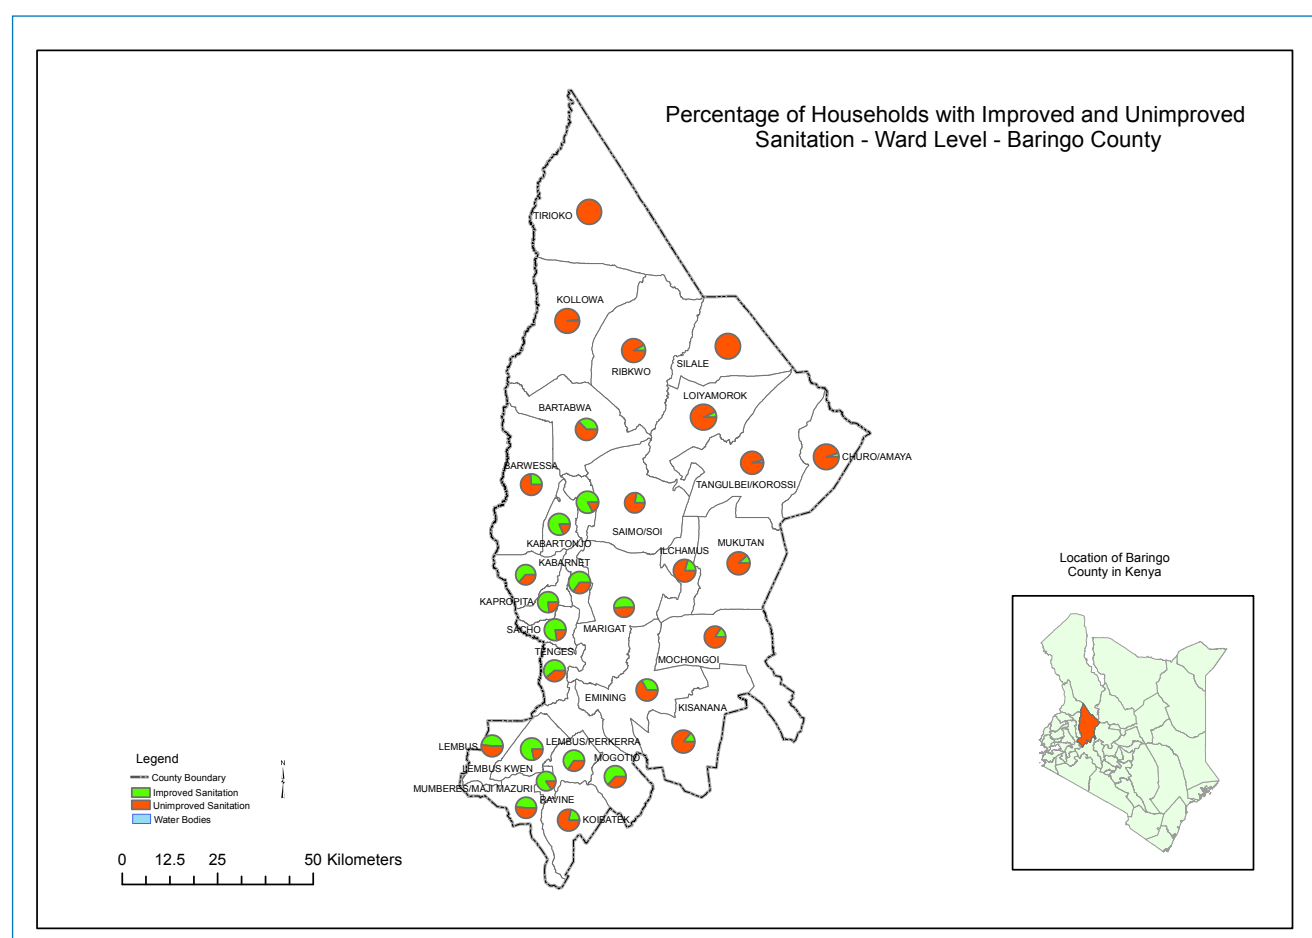 Percentage of Households with Improved and Unimproved
Sanitation - Ward Level - Baringo County
TIRIOKO
KOLLOWA
RIBKWO
SILALE
LOIYAMOROK
BARTABWA
CHURO/AMAYA
BARWESSA
TANGULBEI/KOROSSI
SAIMO/SOI
KABARTONJO
MUKUTAN
ILCHAMUS
KABARNET
KAPROPITA
SACHO
MARIGAT
TENGES
MOCHONGOI
EMINING
KISANANA
LEMBUS
LEMBUS/PERKERRA
MOGOTIO
LEMBUS KWEN
MUMBERES/MAJI MAZURI
RAVINE
KOIBATEK
Location of Baringo
County in Kenya
Legend
County Boundary
Improved Sanitation
Unimproved Sanitation
Water Bodies
N
0 12.5 25 50 Kilometers